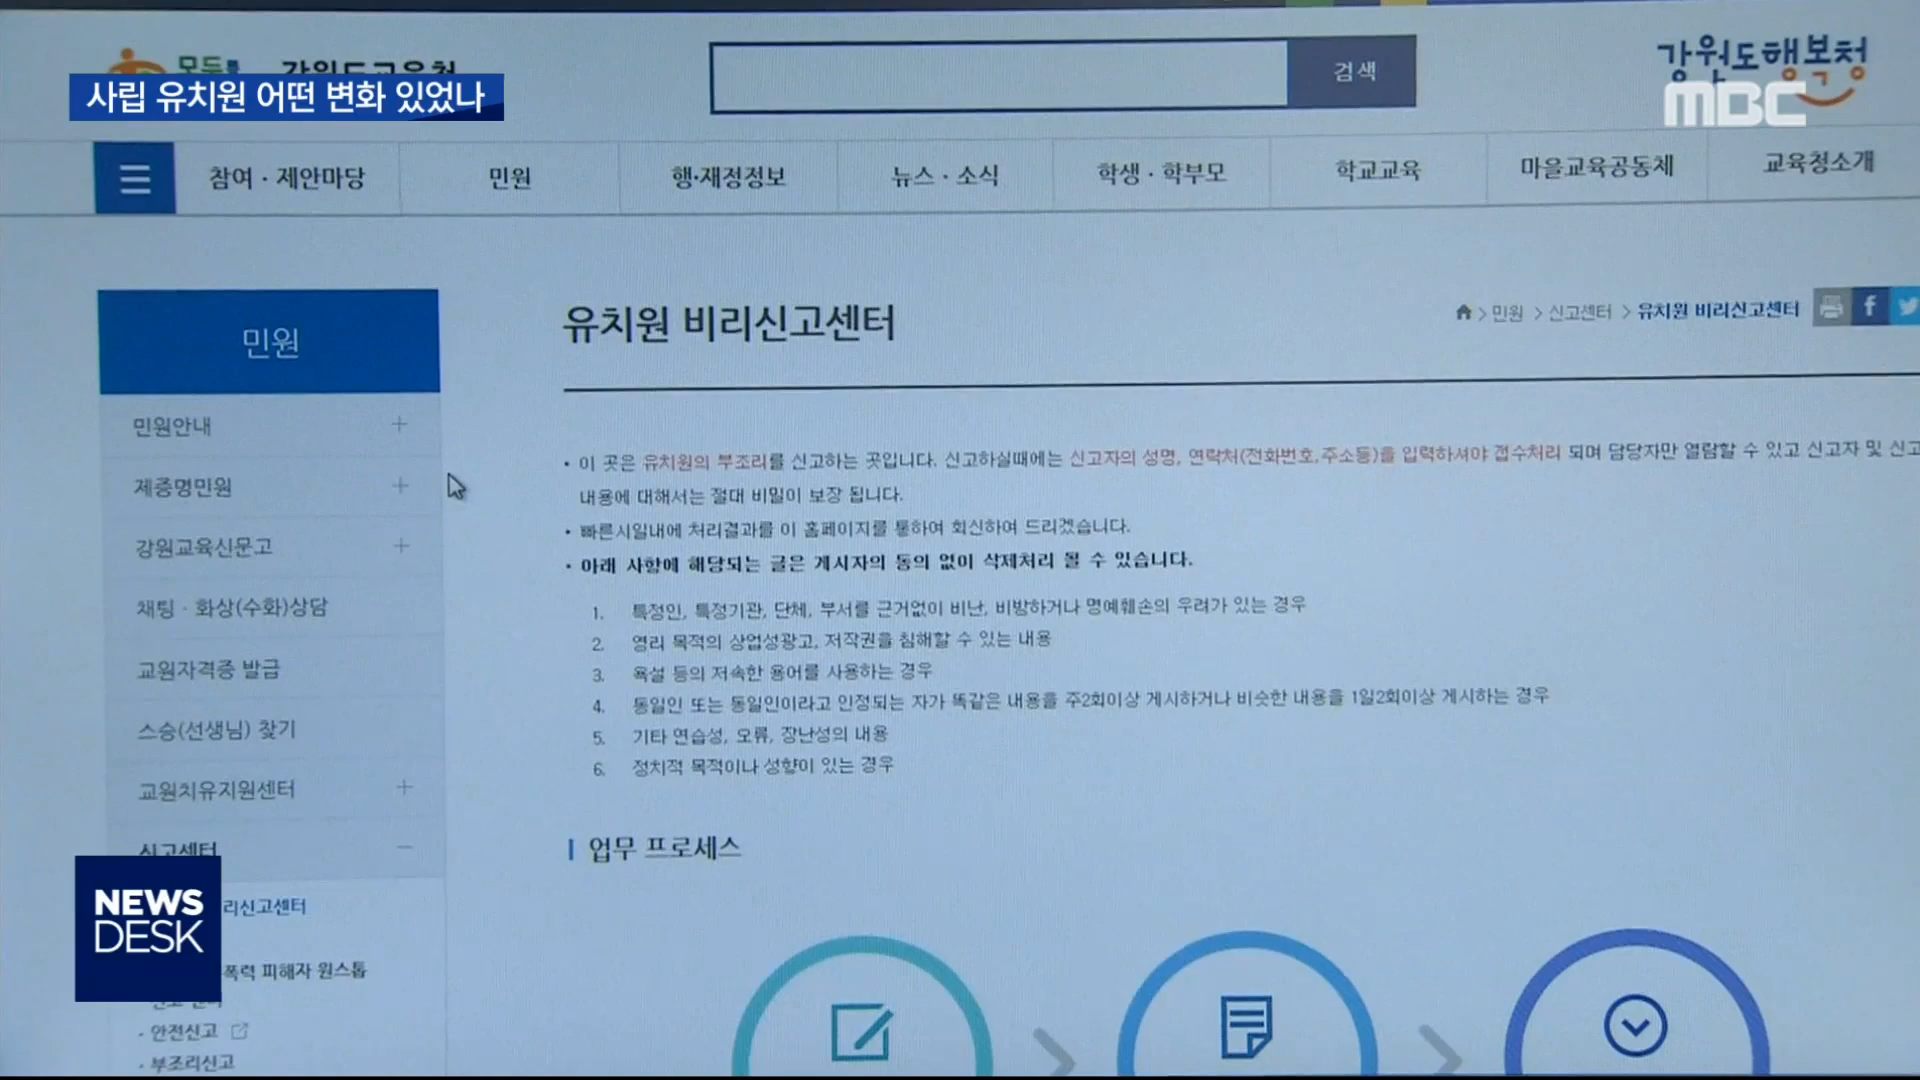 모두를
강원도교육청
사립 유치원 어떤 변화 있었나
검색
강원도행복청
MBC
참여 · 제안마당
민원
행·재정정보
뉴스 · 소식
학생 · 학부모
학교교육
마을교육공동체
교육청소개
민원
유치원 비리신고센터
> 민원 > 신고센터 > 유치원 비리신고센터
민원안내 +
제증명민원 +
강원교육신문고 +
채팅 · 화상(수화)상담
교원자격증 발급
스승(선생님) 찾기
교원치유지원센터 +
신고센터 −
리신고센터
폭력 피해자 원스톱
- 안전신고
- 부조리신고
NEWS
DESK
• 이 곳은 유치원의 부조리를 신고하는 곳입니다. 신고하실때에는 신고자의 성명, 연락처(전화번호,주소등)을 입력하셔야 접수처리 되며 담당자만 열람할 수 있고 신고자 및 신고
내용에 대해서는 절대 비밀이 보장 됩니다.
• 빠른시일내에 처리결과를 이 홈페이지를 통하여 회신하여 드리겠습니다.
• 아래 사항에 해당되는 글은 게시자의 동의 없이 삭제처리 될 수 있습니다.
1. 특정인, 특정기관, 단체, 부서를 근거없이 비난, 비방하거나 명예훼손의 우려가 있는 경우
2. 영리 목적의 상업성광고, 저작권을 침해할 수 있는 내용
3. 욕설 등의 저속한 용어를 사용하는 경우
4. 동일인 또는 동일인이라고 인정되는 자가 똑같은 내용을 주2회이상 게시하거나 비슷한 내용을 1일2회이상 게시하는 경우
5. 기타 연습성, 오류, 장난성의 내용
6. 정치적 목적이나 성향이 있는 경우
업무 프로세스